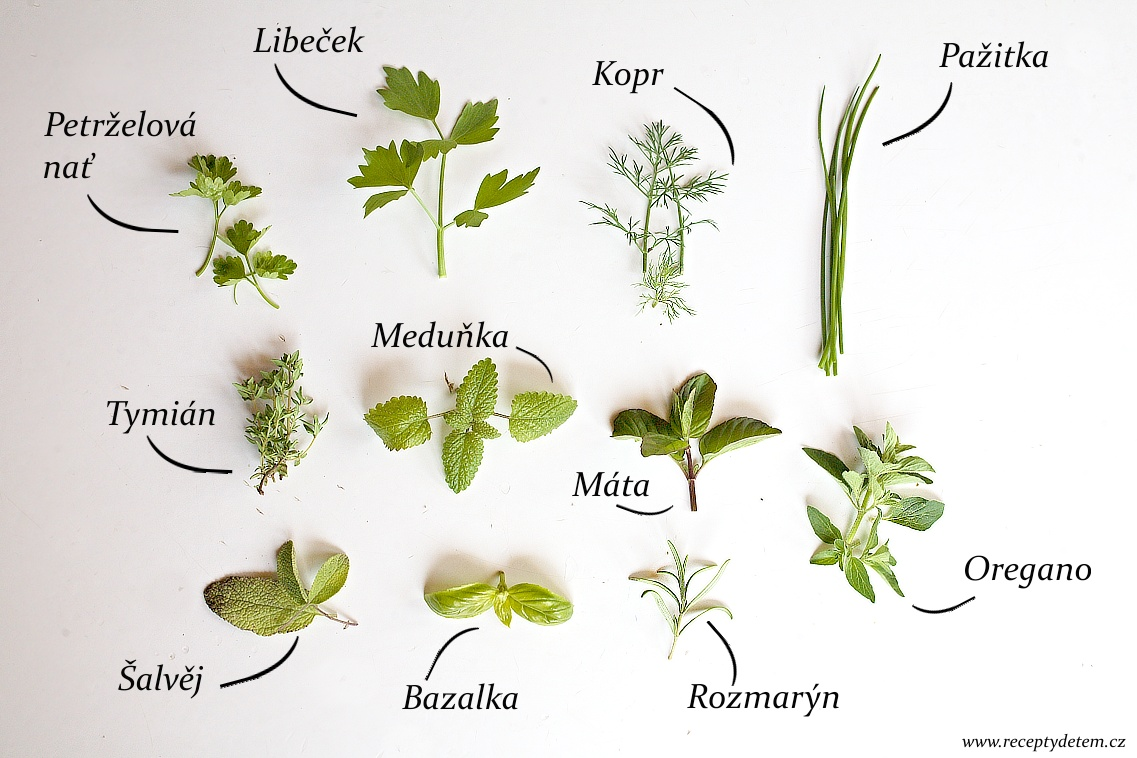 Libeček
Kopr
Pažitka
Petrželová
nať
Meduňka
Tymián
Máta
Oregano
Šalvěj
Bazalka
Rozmarýn
www.receptydetem.cz